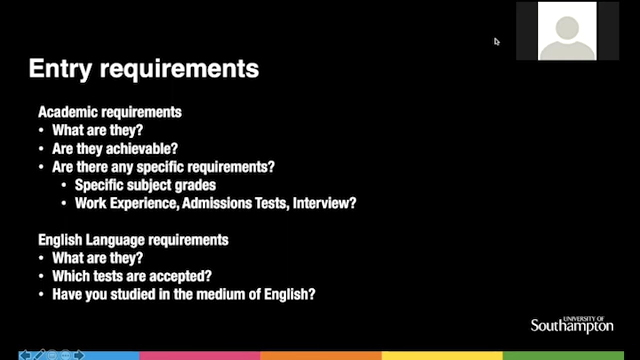 Entry requirements
Academic requirements
• What are they?
• Are they achievable?
• Are there any specific requirements?
• Specific subject grades
• Work Experience, Admissions Tests, Interview?
English Language requirements
• What are they?
• Which tests are accepted?
• Have you studied in the medium of English?
UNIVERSITY OF
Southampton